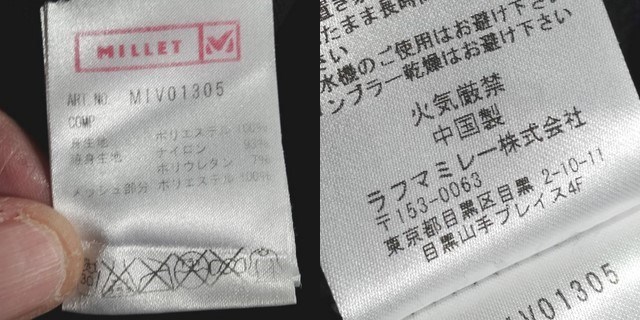 MILLET
ART.NO. MIV01305
COMP
身生地 ポリエステル 100%
後身生地 ナイロン 93%
ポリウレタン 7%
メッシュ部分 ポリエステル 100%
たまま長時間
さい
水機のご使用はお避け下さい
ンブラー乾燥はお避け下さい
火気厳禁
中国製
ラフマミレー株式会社
〒153-0063
東京都目黒区目黒 2-10-11
目黒山手プレイス4F
MIV01305